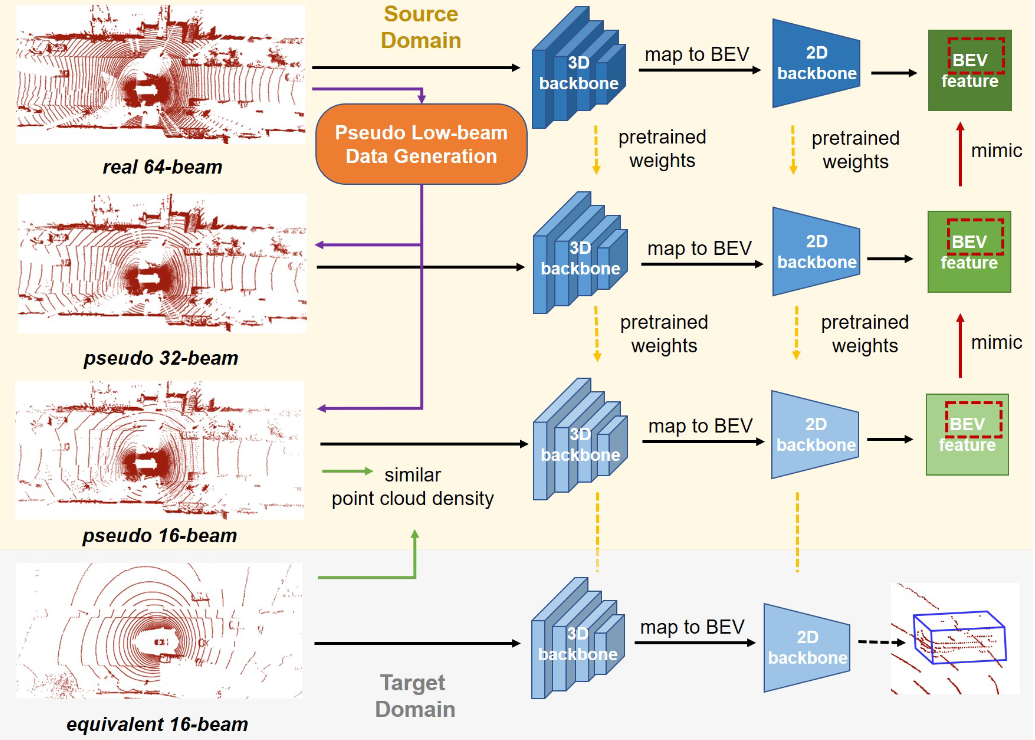 Source
Domain
3D
backbone
map to BEV
2D
backbone
BEV
feature
Pseudo Low-beam
Data Generation
real 64-beam
pretrained
weights
pretrained
weights
mimic
3D
backbone
map to BEV
2D
backbone
BEV
feature
pseudo 32-beam
pretrained
weights
pretrained
weights
mimic
3D
backbone
map to BEV
2D
backbone
BEV
feature
similar
point cloud density
pseudo 16-beam
3D
backbone
map to BEV
2D
backbone
Target
Domain
equivalent 16-beam